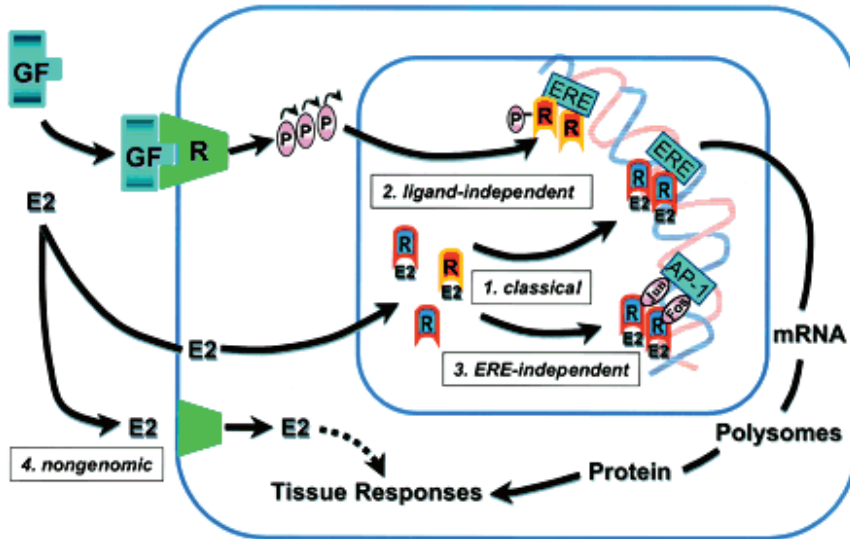 GF
GF
R
P
P
P
P
R
R
ERE
ERE
2. ligand-independent
R
R
E2
E2
E2
R
E2
R
E2
R
1. classical
AP-1
Jun
Fos
R
R
E2
E2
3. ERE-independent
mRNA
E2
E2
E2
Polysomes
4. nongenomic
Protein
Tissue Responses